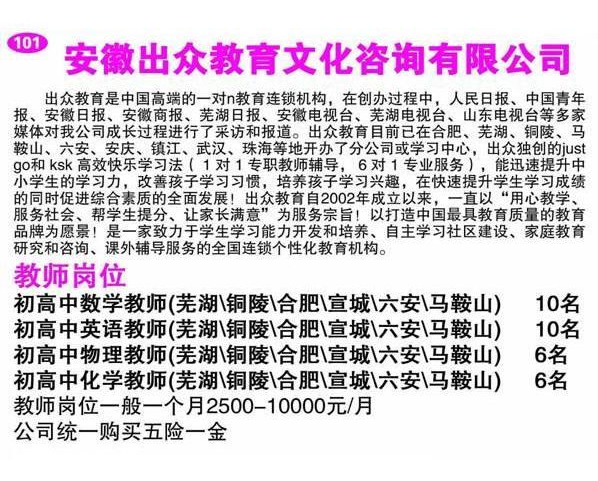 101
安徽出众教育文化咨询有限公司
出众教育是中国高端的一对n教育连锁机构，在创办过程中，人民日报、中国青年
报、安徽日报、安徽商报、芜湖日报、安徽电视台、芜湖电视台、山东电视台等多家
媒体对我公司成长过程进行了采访和报道。出众教育目前已在合肥、芜湖、铜陵、马
鞍山、六安、安庆、镇江、武汉、珠海等地开办了分公司或学习中心，出众独创的just
go和 ksk 高效快乐学习法（1 对 1 专职教师辅导，6 对 1 专业服务），能迅速提升中
小学生的学习力，改善孩子学习习惯，培养孩子学习兴趣，在快速提升学生学习成绩
的同时促进综合素质的全面发展！出众教育自2002年成立以来，一直以“用心教学、
服务社会、帮学生提分、让家长满意”为服务宗旨！以打造中国最具教育质量的教育
品牌为愿景！是一家致力于学生学习能力开发和培养、自主学习社区建设、家庭教育
研究和咨询、课外辅导服务的全国连锁个性化教育机构。
教师岗位
初高中数学教师(芜湖\铜陵\合肥\宣城\六安\马鞍山) 10名
初高中英语教师(芜湖\铜陵\合肥\宣城\六安\马鞍山) 10名
初高中物理教师(芜湖\铜陵\合肥\宣城\六安\马鞍山) 6名
初高中化学教师(芜湖\铜陵\合肥\宣城\六安\马鞍山) 6名
教师岗位一般一个月2500-10000元/月
公司统一购买五险一金